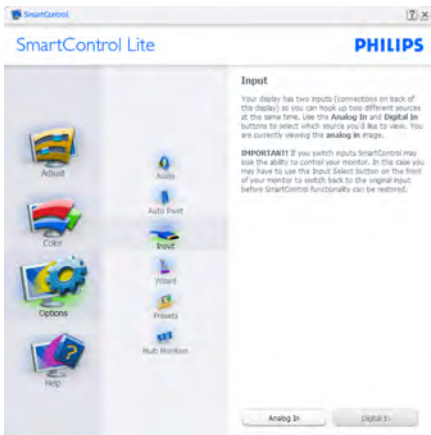 SmartControl
SmartControl Lite
PHILIPS
Adjust
Color
Options
Help
Audio
Auto Pivot
Input
Wizard
Presets
Multi Monitors
Input
Your display has two inputs (connections on back of
this display) so you can hook up two different sources
at the same time. Use the Analog In and Digital In
buttons to select which source you'd like to view. You
are currently viewing the analog in image.
IMPORTANT! If you switch inputs SmartControl may
lose the ability to control your monitor. In this case you
may have to use the Input Select button on the front
of your monitor to switch back to the original input
before SmartControl functionality can be restored.
Analog In
Digital In